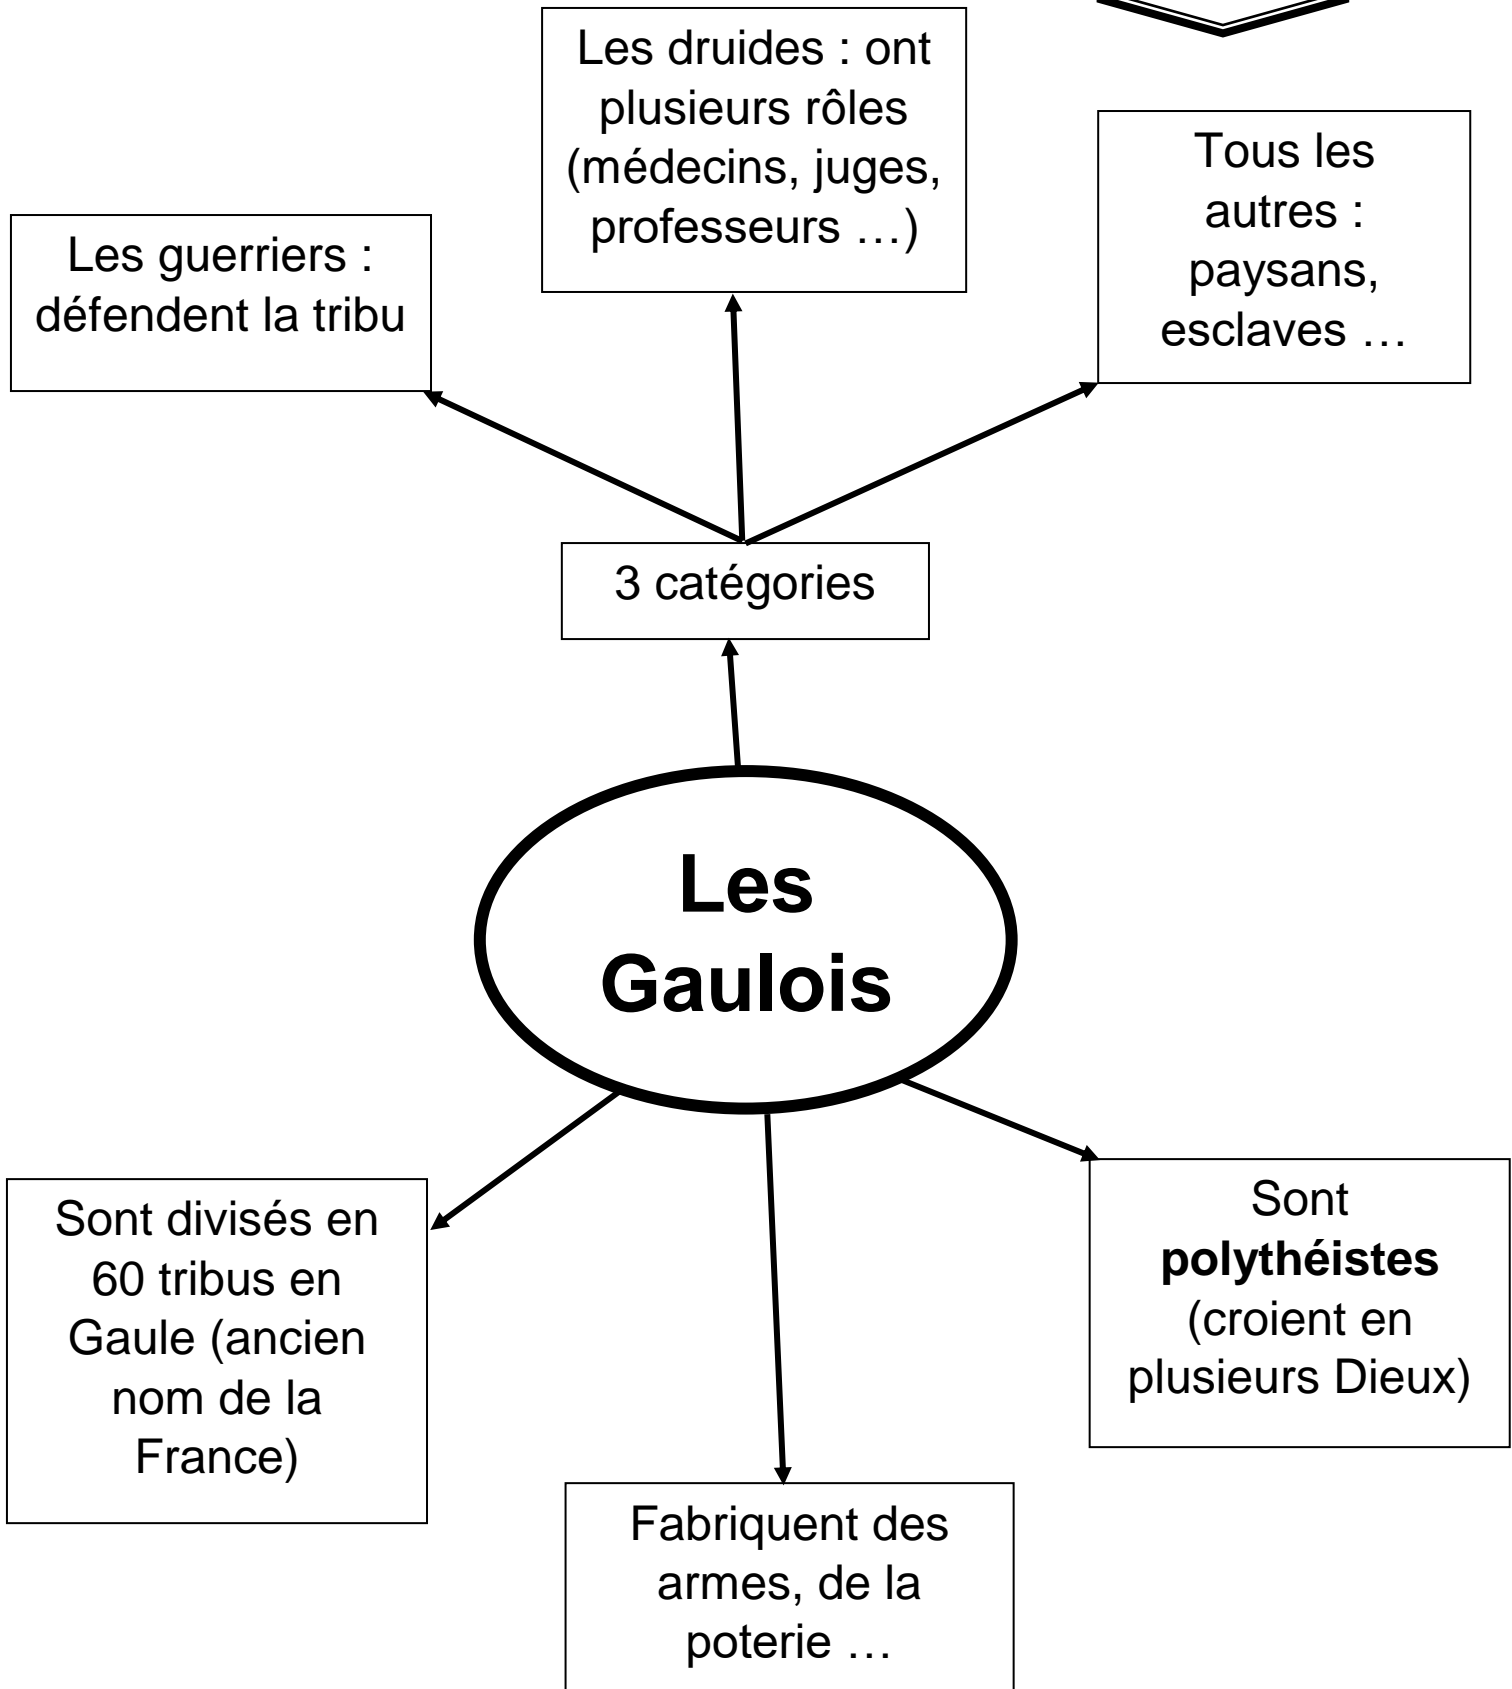 Les druides : ont
plusieurs rôles
(médecins, juges,
professeurs …)
Tous les
autres :
paysans,
esclaves …
Les guerriers :
défendent la tribu
3 catégories
Les
Gaulois
Sont divisés en
60 tribus en
Gaule (ancien
nom de la
France)
Sont
polythéistes
(croient en
plusieurs Dieux)
Fabriquent des
armes, de la
poterie …